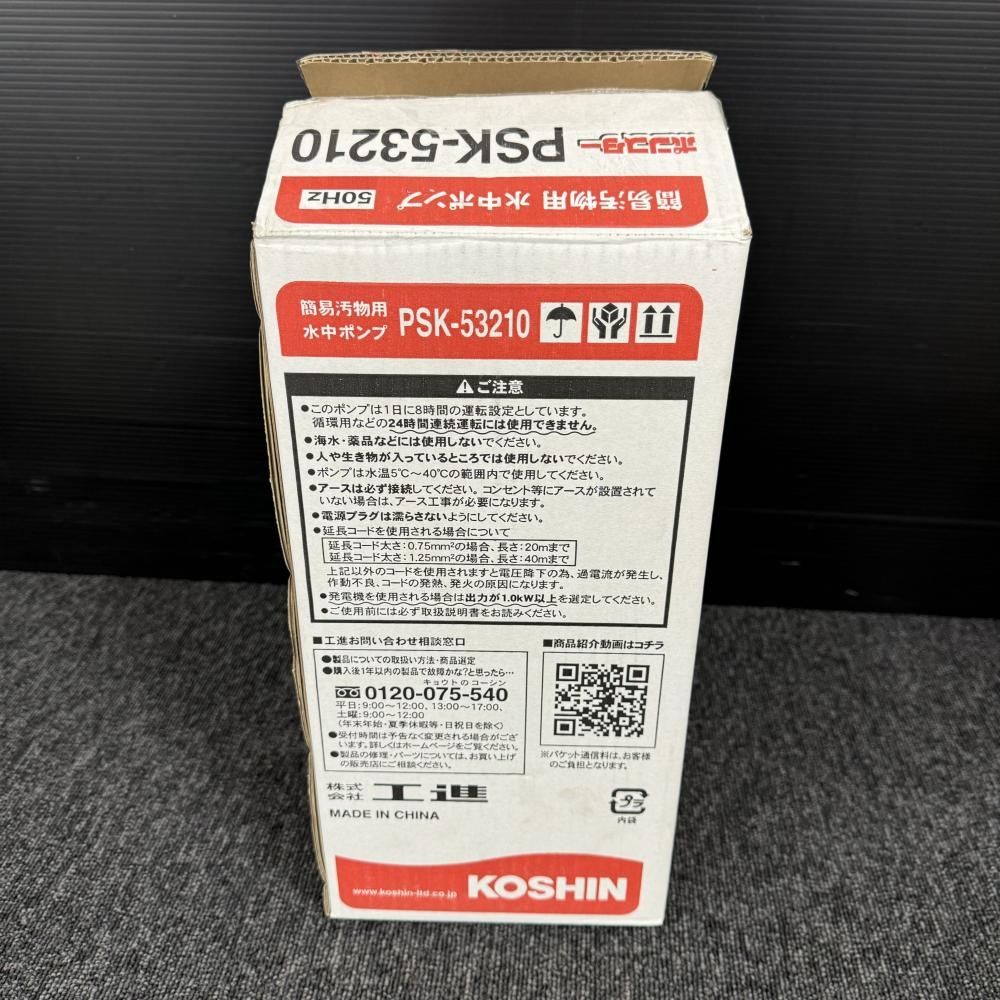 ポンスター PSK-53210
簡易汚物用 水中ポンプ 50Hz
簡易汚物用
水中ポンプ PSK-53210
ご注意
●このポンプは1日に8時間の運転設定としています。
循環用などの24時間連続運転には使用できません。
●海水・薬品などには使用しないでください。
●人や生き物が入っているところでは使用しないでください。
●ポンプは水温5℃〜40℃の範囲内で使用してください。
●アースは必ず接続してください。コンセント等にアースが設置されて
いない場合は、アース工事が必要になります。
●電源プラグは濡らさないようにしてください。
●延長コードを使用される場合について
延長コード太さ:0.75mm²の場合、長さ:20mまで
延長コード太さ:1.25mm²の場合、長さ:40mまで
上記以外のコードを使用されますと電圧降下の為、過電流が発生し、
作動不良、コードの発熱、発火の原因になります。
●発電機を使用される場合は出力が1.0kW以上を選定してください。
●ご使用前には必ず取扱説明書をお読みください。
■工進お問い合わせ相談窓口
●製品についての取扱い方法・商品選定
●購入後1年以内の製品で故障かな?と思ったら…
キョウトのコーシン
0120-075-540
平日:9:00〜12:00、13:00〜17:00、
土曜:9:00〜12:00
(年末年始・夏季休暇等・日祝日を除く)
●受付時間は予告なく変更される場合がござ
います。詳しくはホームページをご覧ください。
●製品の修理・パーツについては、お買い上げ
の販売店にご相談ください。
■商品紹介動画はコチラ
※パケット通信料は、お客様
のご負担となります。
株式会社 工進
MADE IN CHINA
プラ
内袋
www.koshin-ltd.co.jp KOSHIN